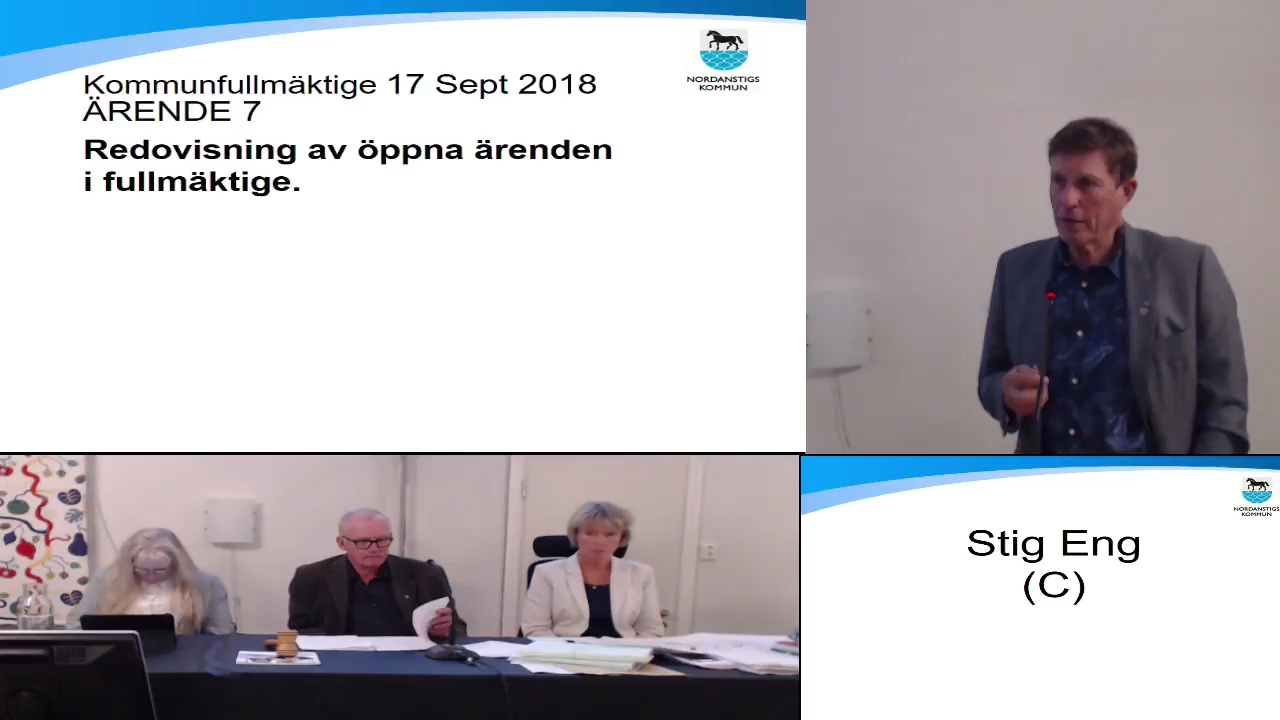 Kommunfullmäktige 17 Sept 2018
ÄRENDE 7
Redovisning av öppna ärenden
i fullmäktige.
NORDANSTIGS
KOMMUN
NORDANSTIGS
KOMMUN
Stig Eng
(C)